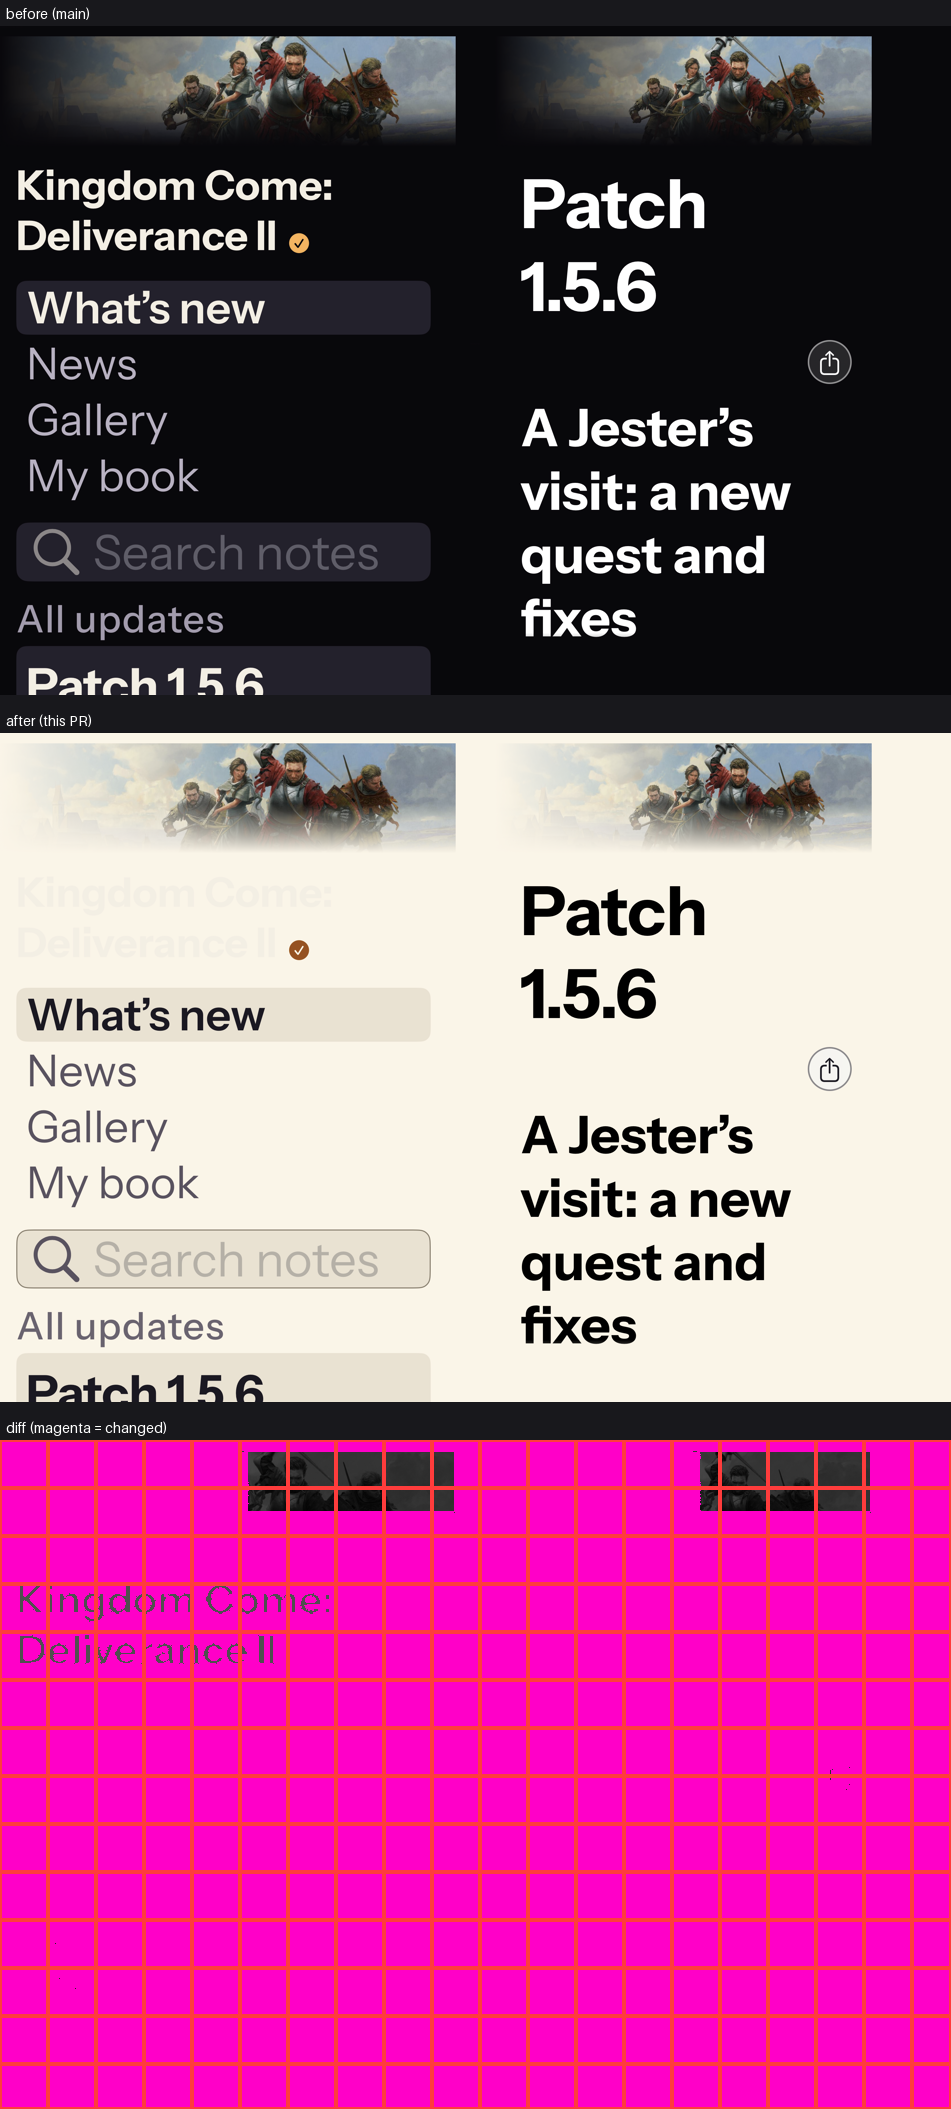 before (main)
Kingdom Come:
Deliverance II
What's new
News
Gallery
My book
Search notes
All updates
Patch 1.5.6
Patch
1.5.6
A Jester's
visit: a new
quest and
fixes
after (this PR)
Kingdom Come:
Deliverance II
What's new
News
Gallery
My book
Search notes
All updates
Patch 1.5.6
Patch
1.5.6
A Jester's
visit: a new
quest and
fixes
diff (magenta = changed)
Kingdom Come:
Deliverance II